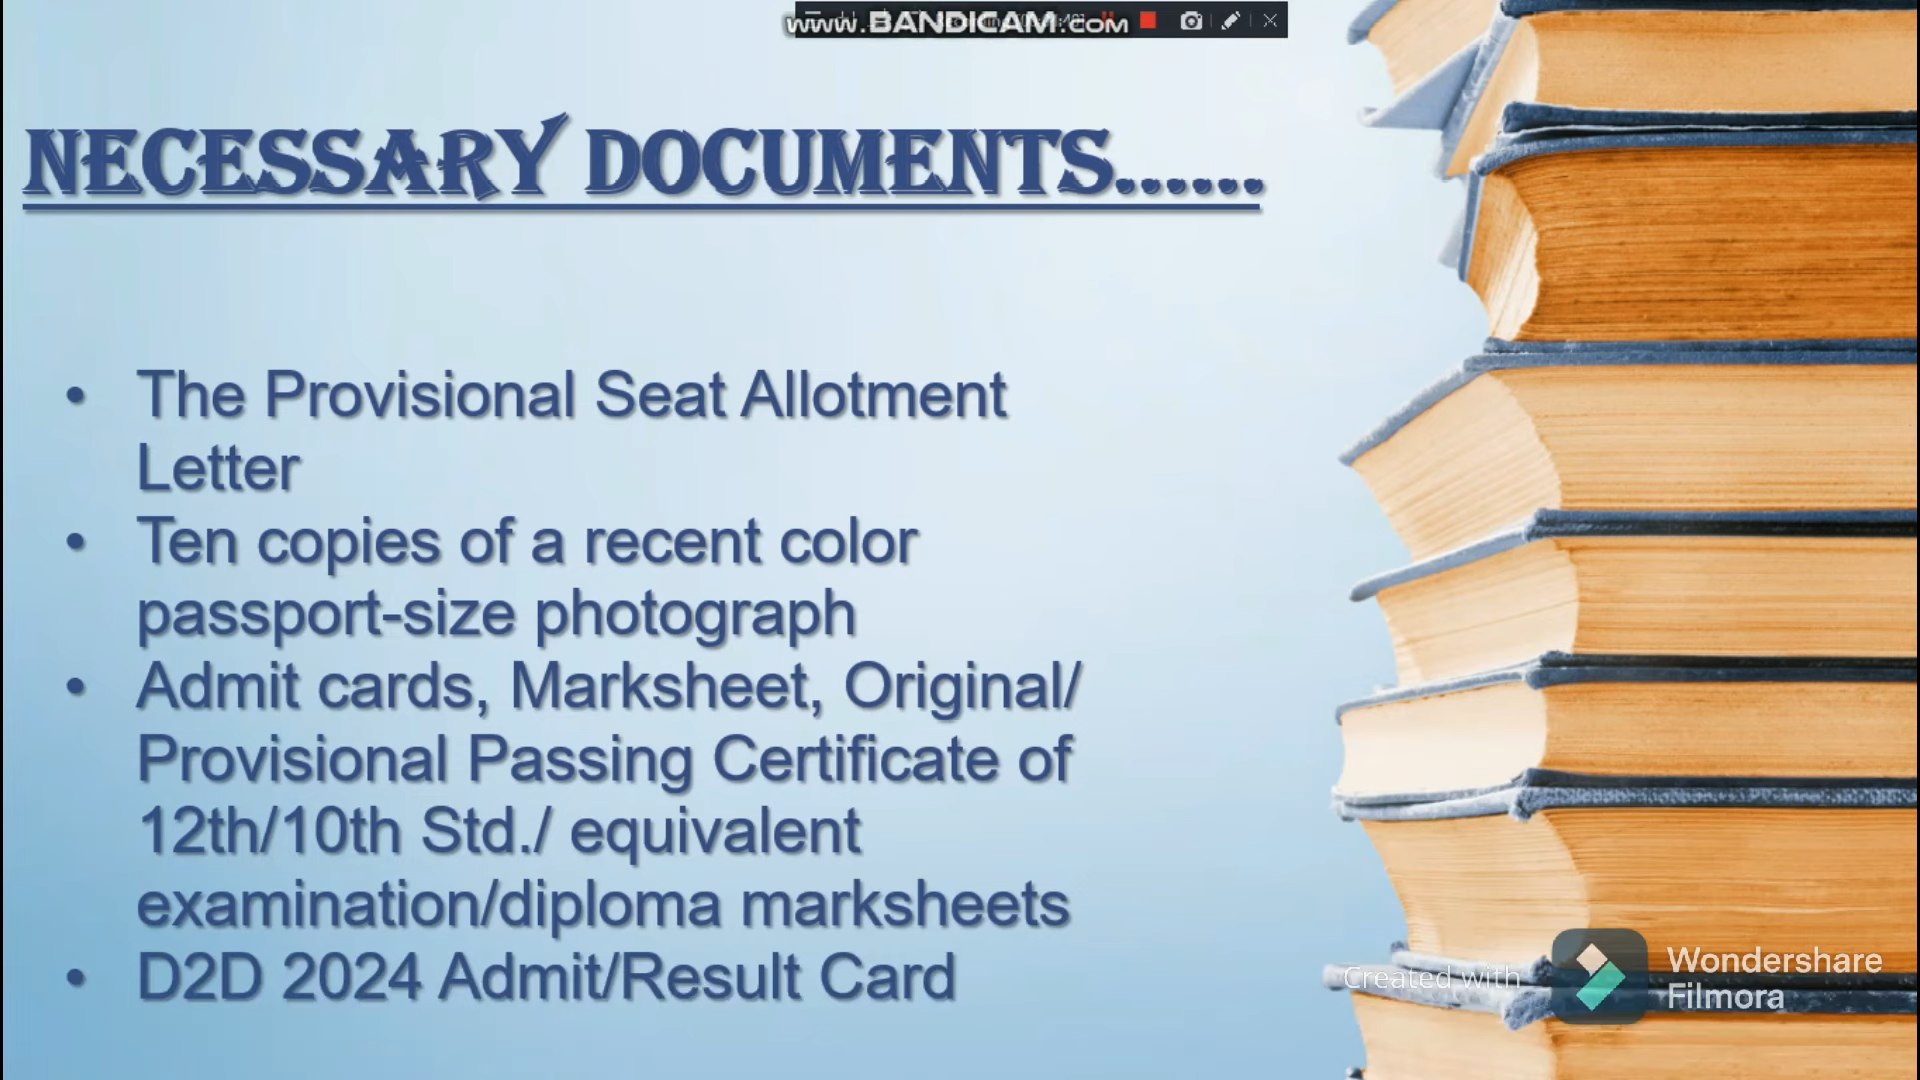 www.BANDICAM.com
NECESSARY DOCUMENTS......
• The Provisional Seat Allotment
Letter
• Ten copies of a recent color
passport-size photograph
• Admit cards, Marksheet, Original/
Provisional Passing Certificate of
12th/10th Std./ equivalent
examination/diploma marksheets
• D2D 2024 Admit/Result Card
Created with
Wondershare
Filmora